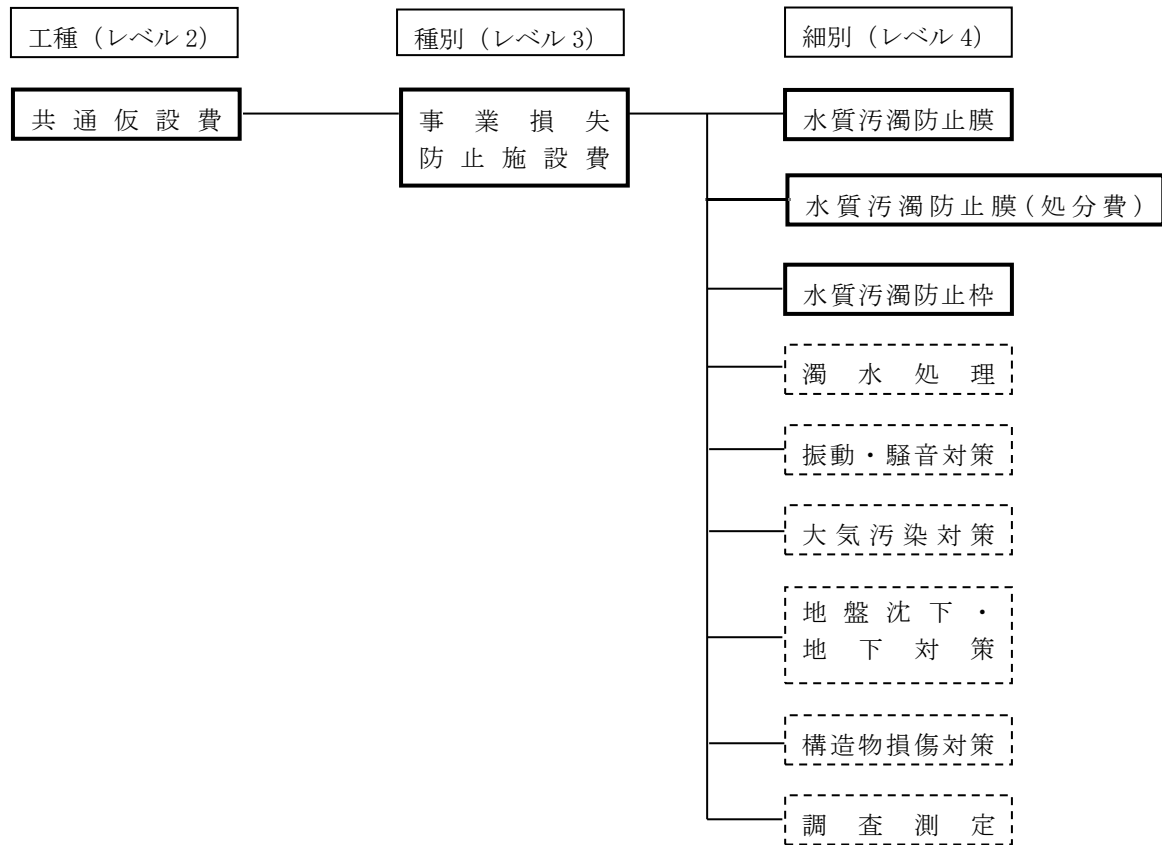 工種（レベル2）
種別（レベル3）
細別（レベル4）
共通仮設費
事業損失
防止施設費
水質汚濁防止膜
水質汚濁防止膜(処分費)
水質汚濁防止枠
濁水処理
振動・騒音対策
大気汚染対策
地盤沈下・
地下対策
構造物損傷対策
調査測定